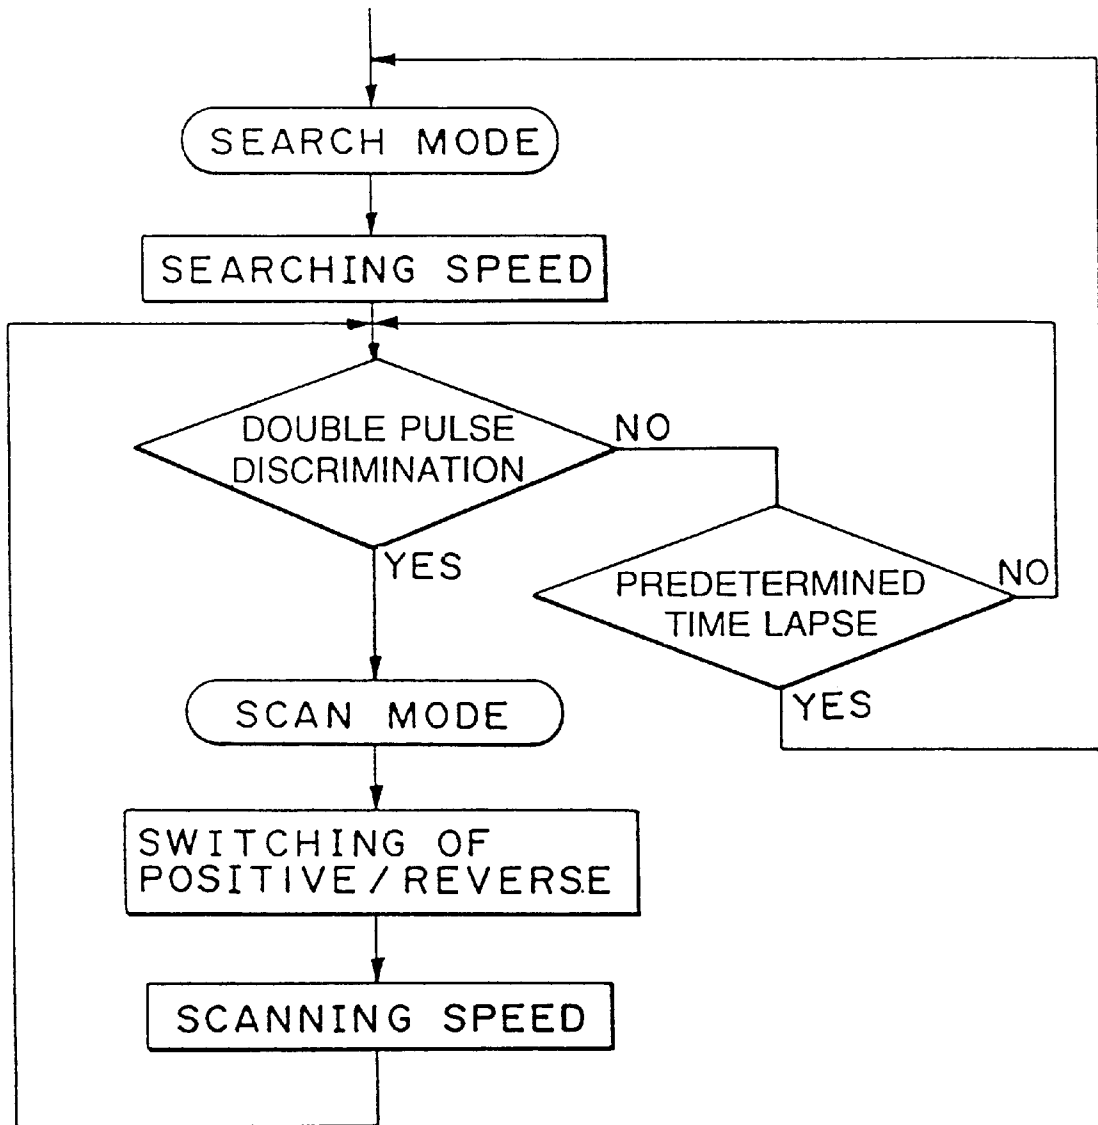 SEARCH MODE
SEARCHING SPEED
DOUBLE PULSE
DISCRIMINATION
NO
YES
PREDETERMINED
TIME LAPSE
NO
YES
SCAN MODE
SWITCHING OF
POSITIVE/REVERSE
SCANNING SPEED